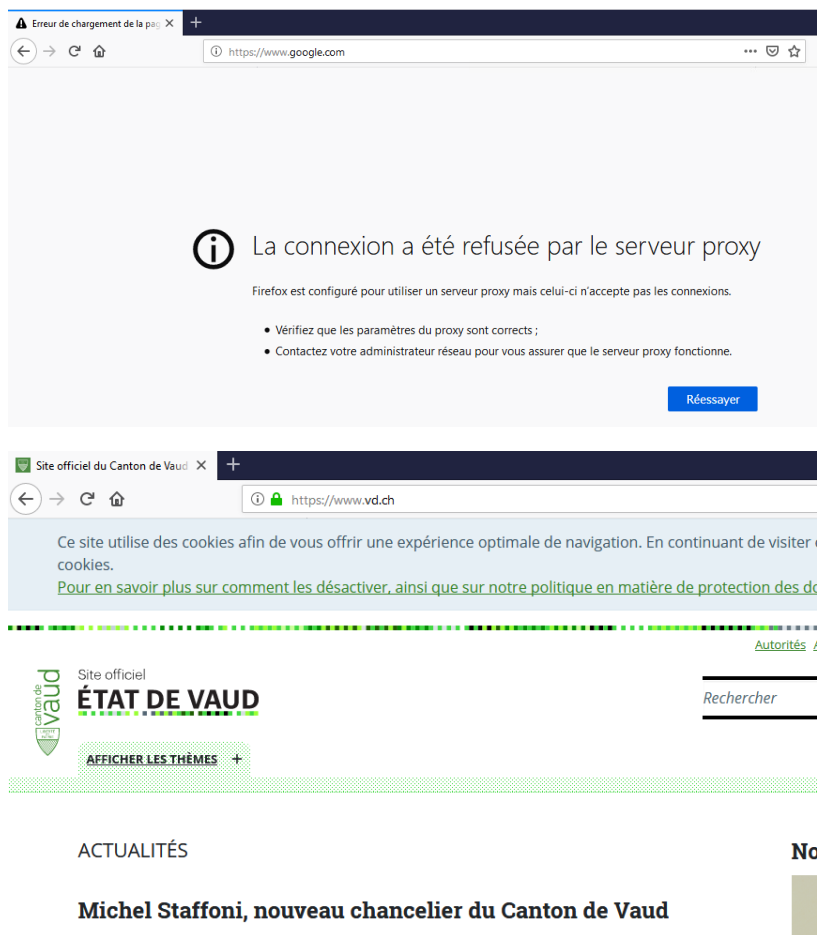 Erreur de chargement de la pag
https://www.google.com
La connexion a été refusée par le serveur proxy
Firefox est configuré pour utiliser un serveur proxy mais celui-ci n'accepte pas les connexions.
• Vérifiez que les paramètres du proxy sont corrects ;
• Contactez votre administrateur réseau pour vous assurer que le serveur proxy fonctionne.
Réessayer
Site officiel du Canton de Vaud
https://www.vd.ch
Ce site utilise des cookies afin de vous offrir une expérience optimale de navigation. En continuant de visiter
cookies.
Pour en savoir plus sur comment les désactiver, ainsi que sur notre politique en matière de protection des
Autorités
canton de
vaud
Site officiel
ÉTAT DE VAUD
Rechercher
AFFICHER LES THÈMES +
ACTUALITÉS
No
Michel Staffoni, nouveau chancelier du Canton de Vaud